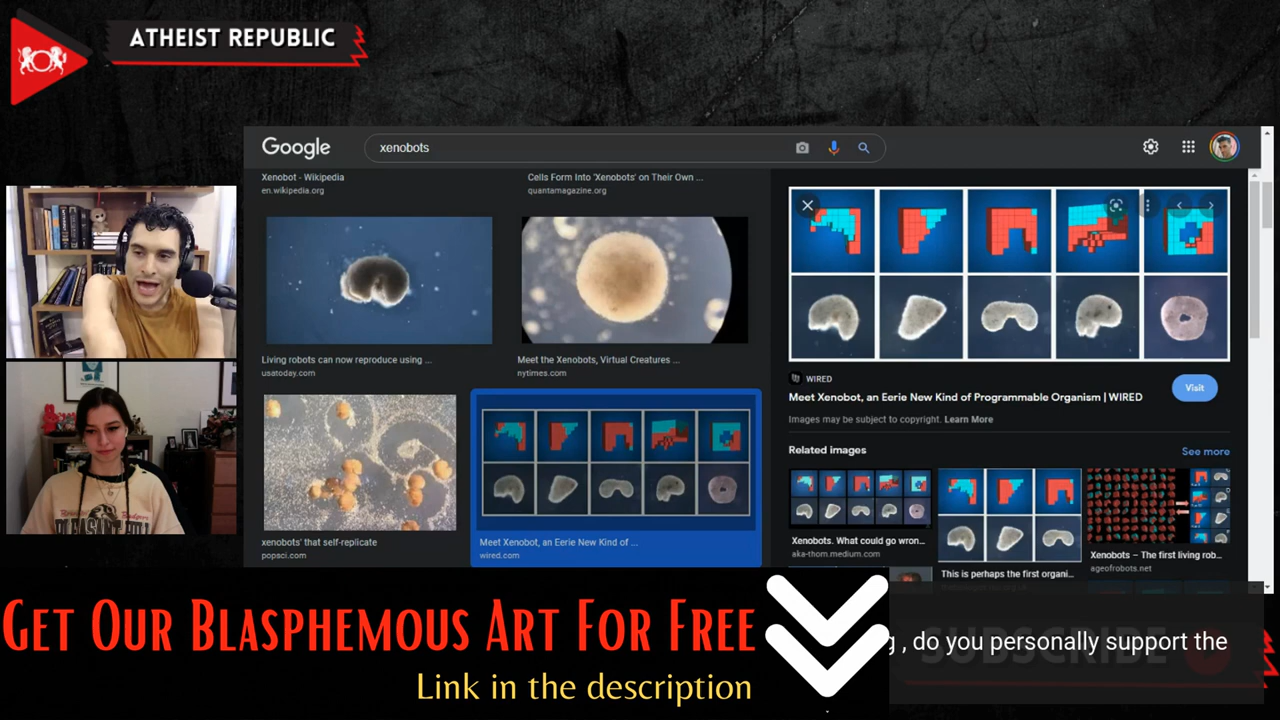 ATHEIST REPUBLIC
Google
xenobots
Xenobot - Wikipedia
en.wikipedia.org
Cells Form Into 'Xenobots' on Their Own ...
quantamagazine.org
Living robots can now reproduce using ...
usatoday.com
Meet the Xenobots, Virtual Creatures ...
nytimes.com
xenobots' that self-replicate
popsci.com
Meet Xenobot, an Eerie New Kind of ...
wired.com
WIRED
Meet Xenobot, an Eerie New Kind of Programmable Organism | WIRED
Visit
Images may be subject to copyright. Learn More
Related images
See more
Xenobots. What could go wron...
aka-thom.medium.com
This is perhaps the first organi...
Xenobots – The first living rob...
ageofrobots.net
GET OUR BLASPHEMOUS ART FOR FREE
Link in the description
, do you personally support the
SUBSCRIBE